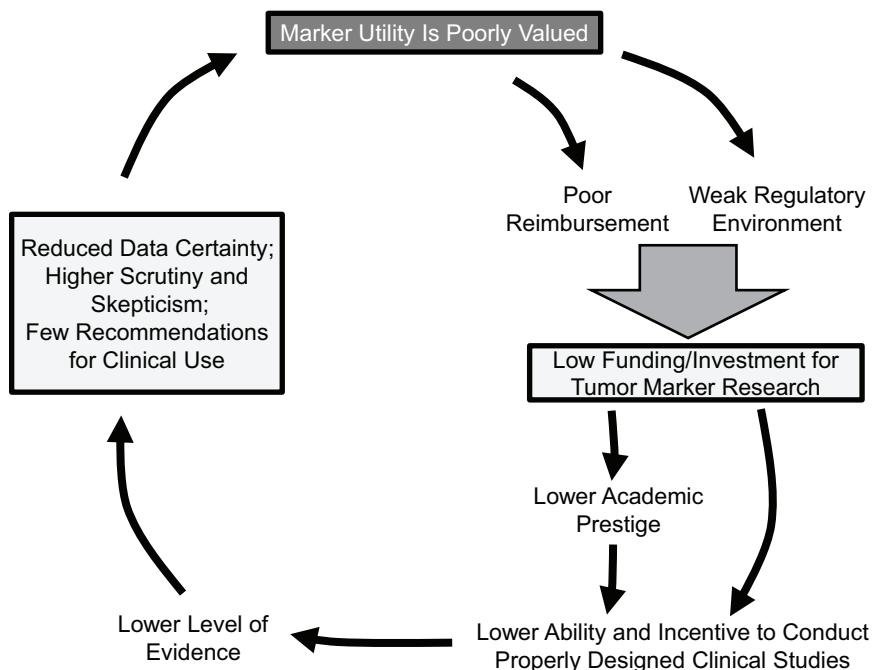 Marker Utility Is Poorly Valued
Poor
Reimbursement
Weak Regulatory
Environment
Low Funding/Investment for
Tumor Marker Research
Lower Academic
Prestige
Lower Ability and Incentive to Conduct
Properly Designed Clinical Studies
Lower Level of
Evidence
Reduced Data Certainty;
Higher Scrutiny and
Skepticism;
Few Recommendations
for Clinical Use